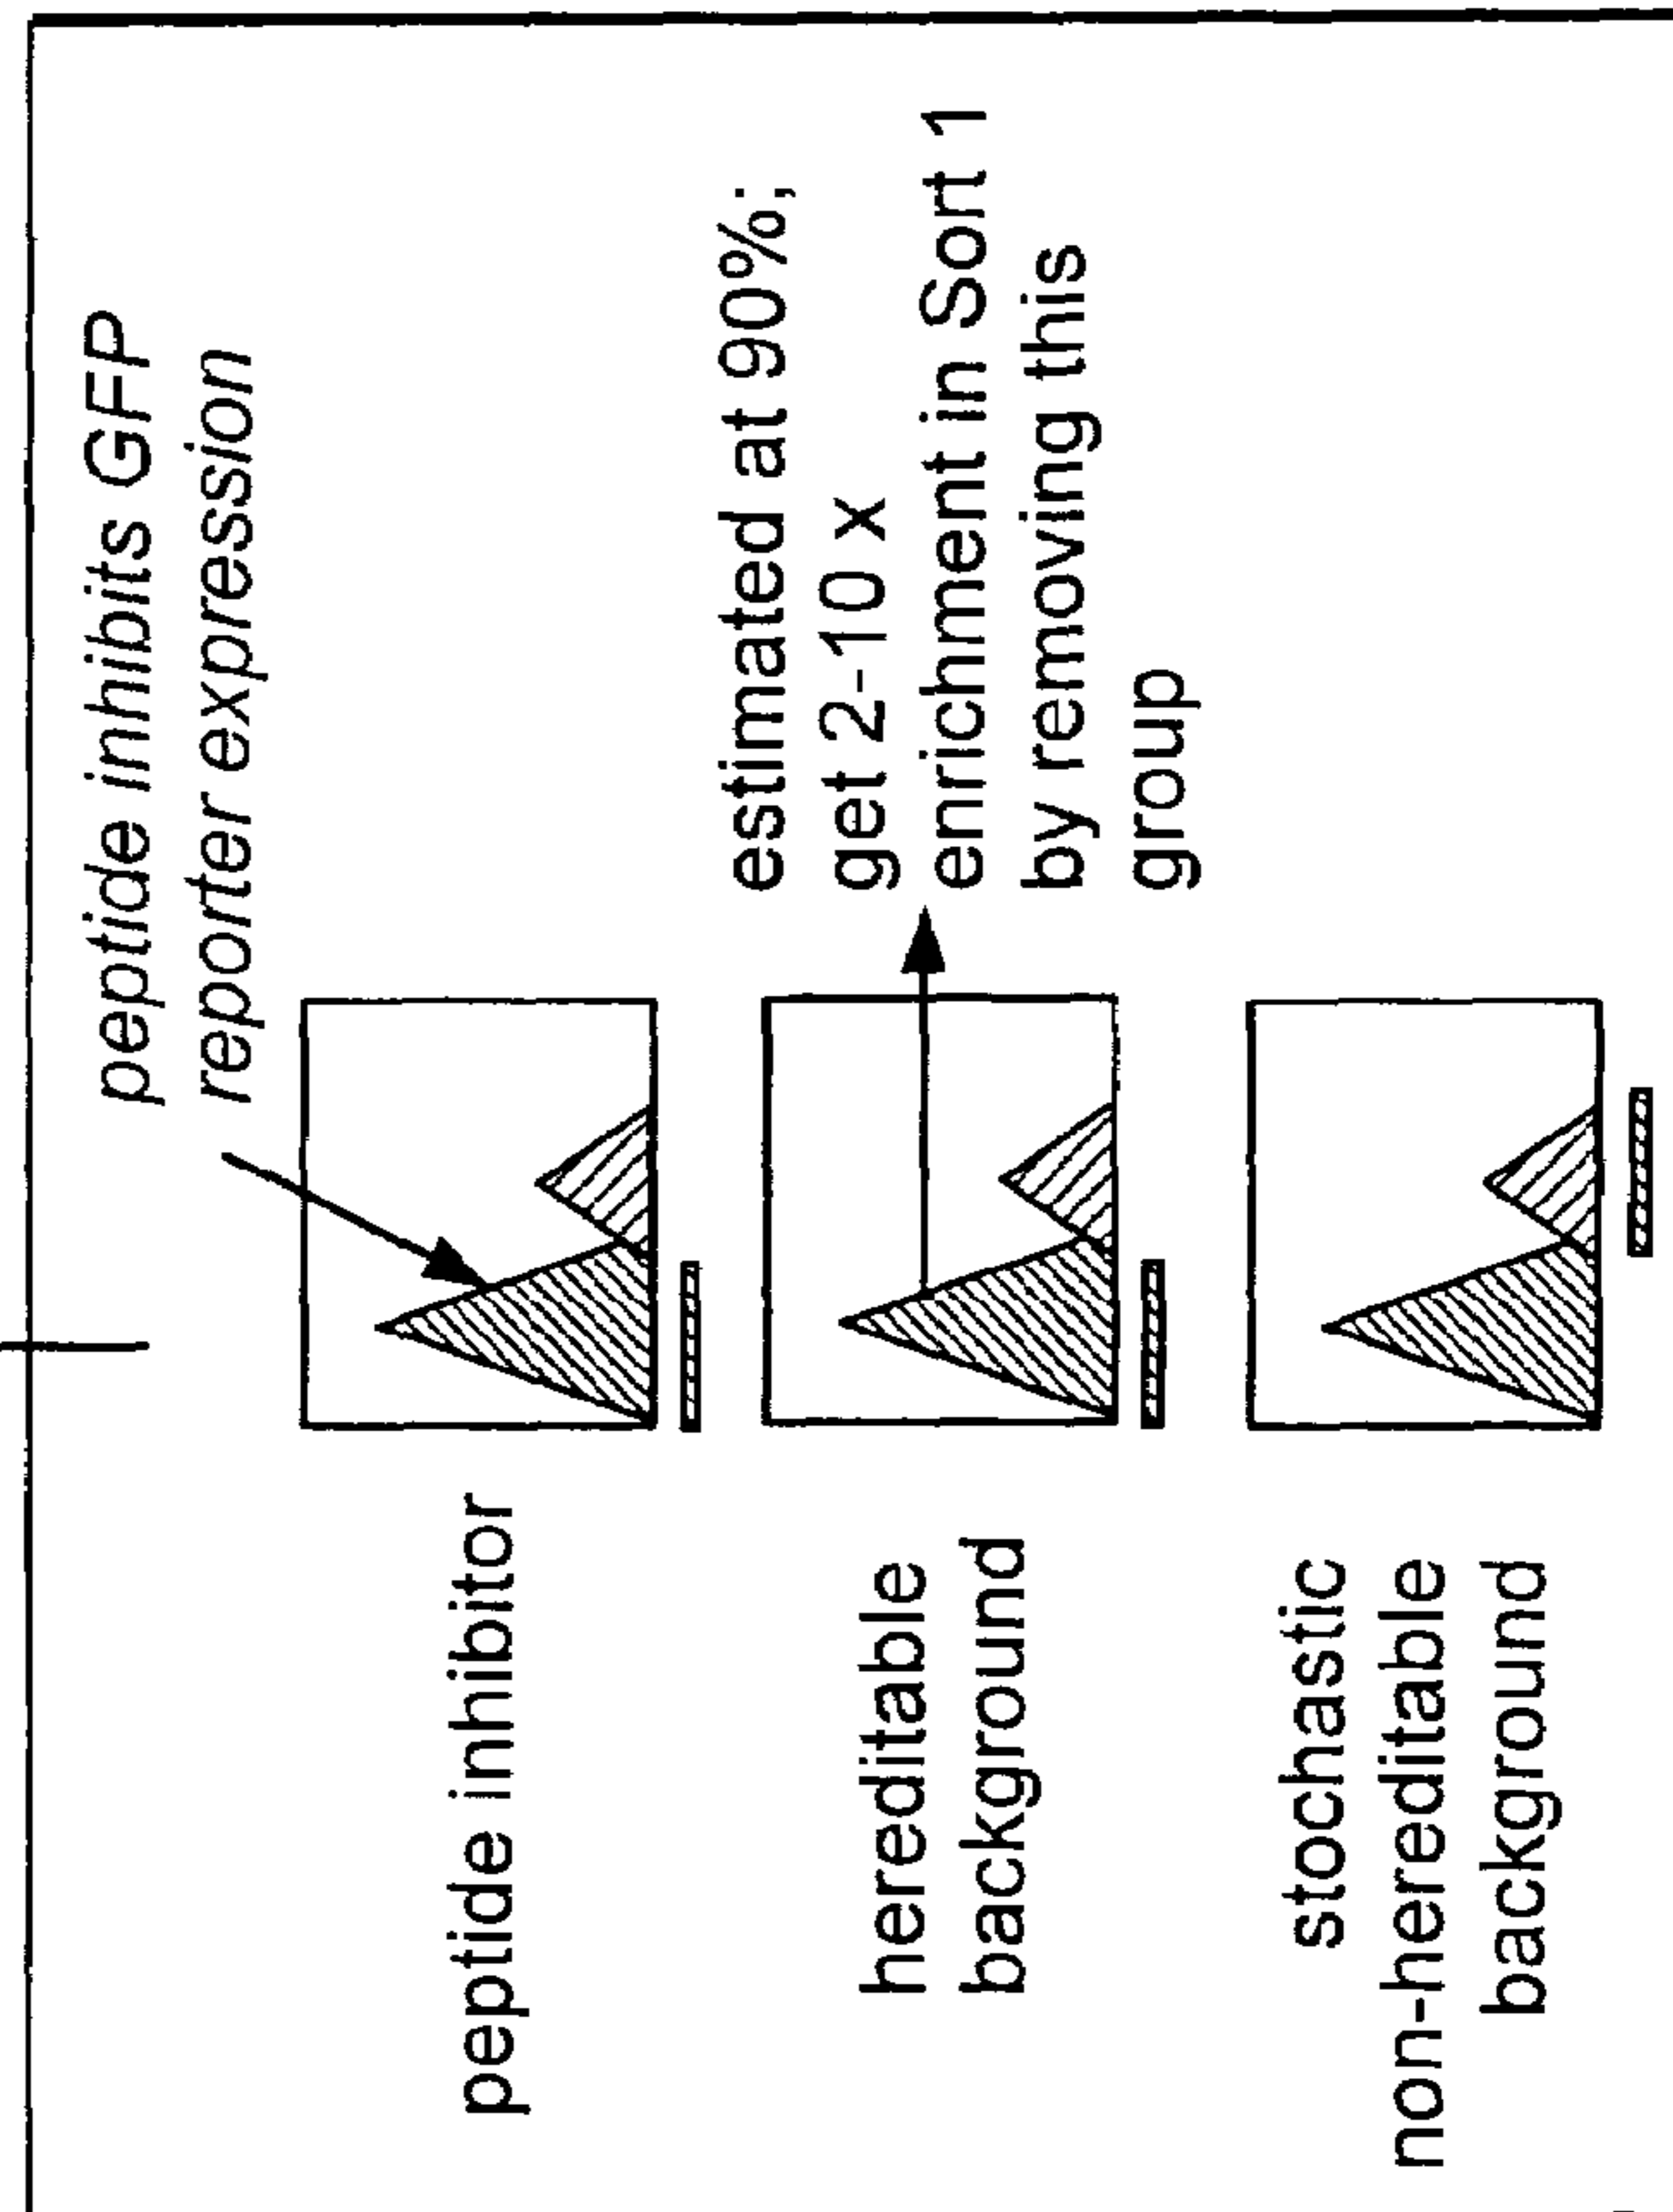 peptide inhibits GFP
reporter expression
peptide inhibitor
estimated at 90%;
get 2-10 x
enrichment in Sort 1
by removing this
group
hereditable
background
stochastic
non-hereditable
background